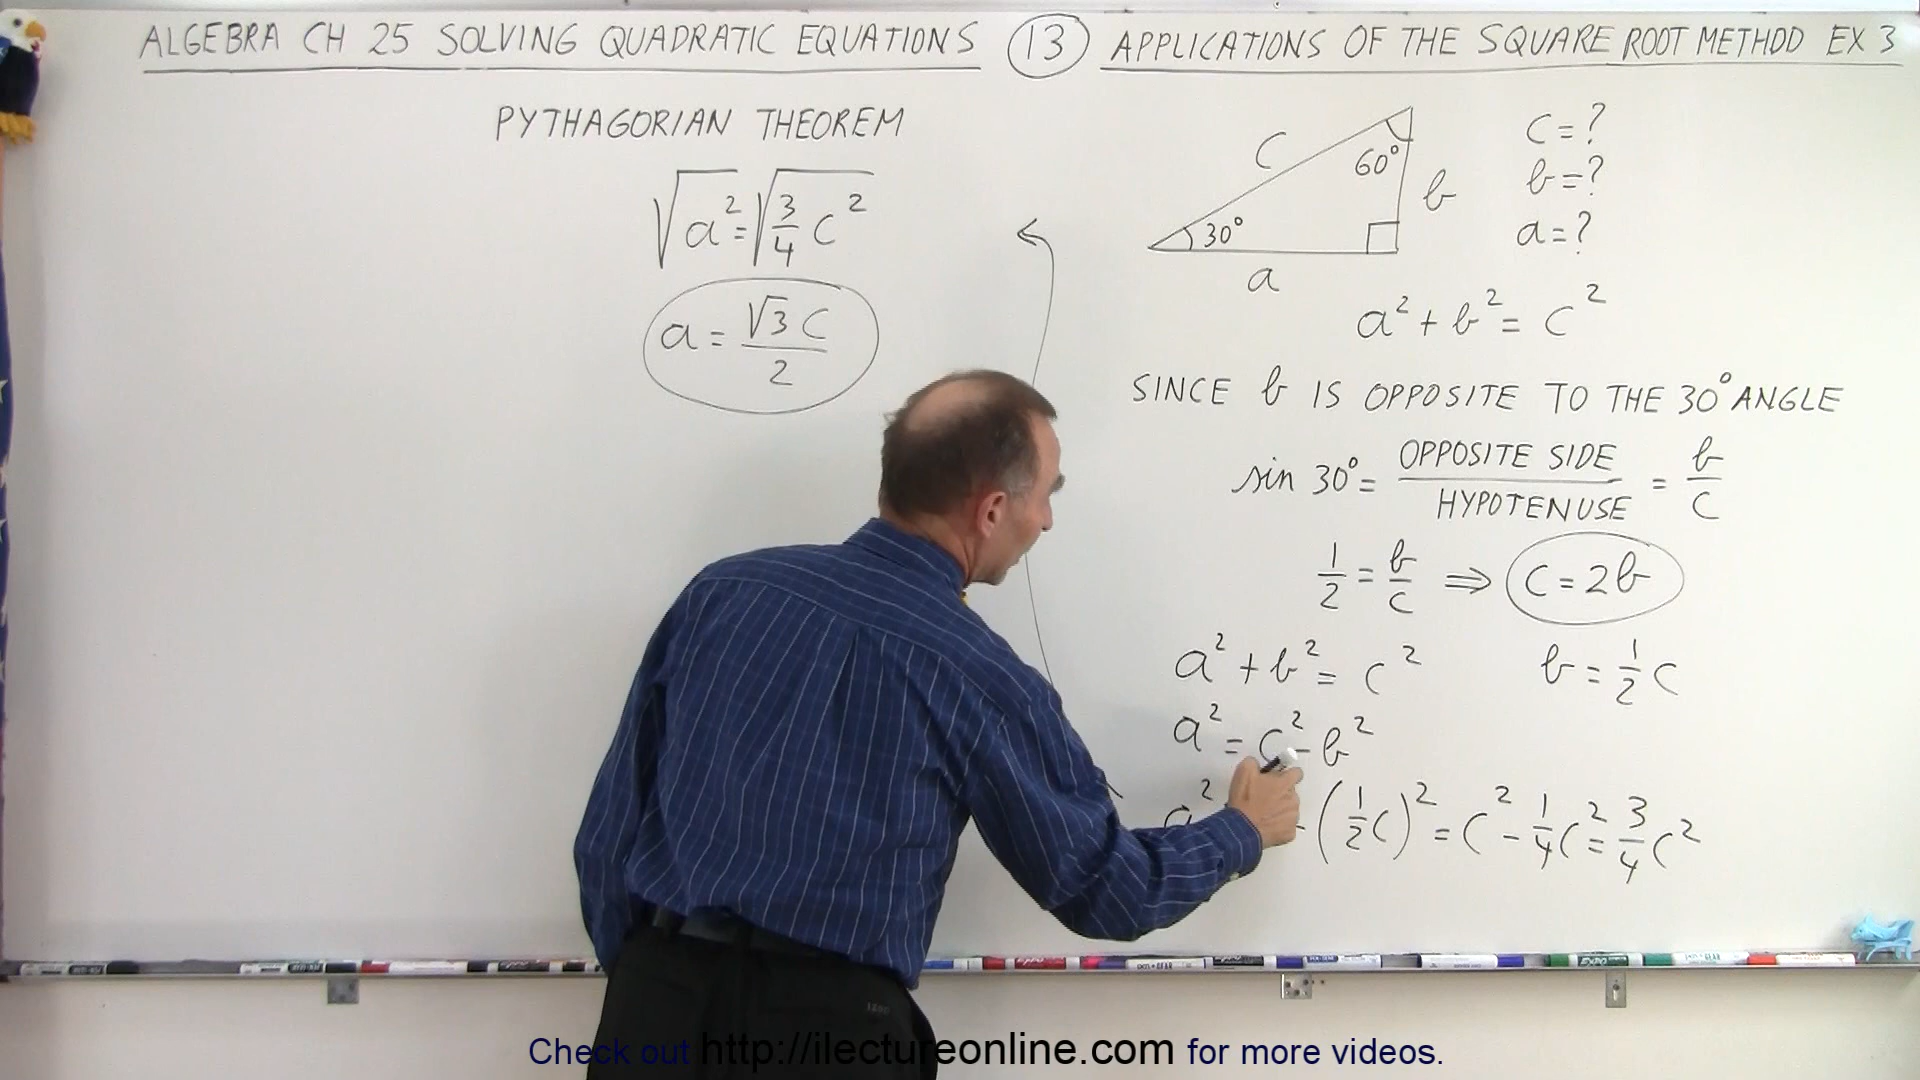 ALGEBRA CH 25 SOLVING QUADRATIC EQUATIONS 13 APPLICATIONS OF THE SQUARE ROOT METHOD EX 3
PYTHAGORIAN THEOREM
√a² = √3/4 c²
a = √3 c/2
c
60°
b
30°
a
c = ?
b = ?
a = ?
a² + b² = c²
SINCE b IS OPPOSITE TO THE 30° ANGLE
sin 30° = OPPOSITE SIDE/HYPOTENUSE = b/c
1/2 = b/c ⇒ c = 2b
a² + b² = c²
b = 1/2 c
a² = c² - b²
a² - (1/2 c)² = c² - 1/4 c² = 3/4 c²
Check out http://ilectureonline.com for more videos.